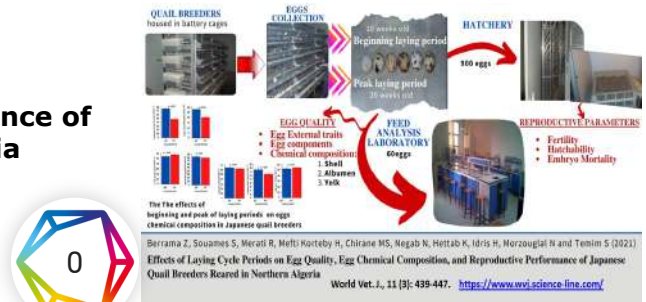 nce of
ia
0
QUAIL BREEDERS
housed in battery cages
EGGS
COLLECTION
Beginning laying period
Peak laying period
20 weeks old
HATCHERY
300 eggs
EGG QUALITY
• Egg External traits
• Egg components
• Chemical composition:
1. Shell
2. Albumen
3. Yolk
FEED
ANALYSIS
LABORATORY
60eggs
REPRODUCTIVE PARAMETERS
• Fertility
• Hatchability
• Embryo Mortality
The The effects of
beginning and peak of laying periods on eggs
chemical composition in Japanese quail breeders
Berrama Z, Souames S, Merati R, Mefti Korteby H, Chirane MS, Negab N, Hettab K, Idris H, Morzouglal N and Temim S (2021)
Effects of Laying Cycle Periods on Egg Quality, Egg Chemical Composition, and Reproductive Performance of Japanese
Quail Breeders Reared in Northern Algeria
World Vet. J., 11 (3): 439-447. https://www.wvj.science-line.com/